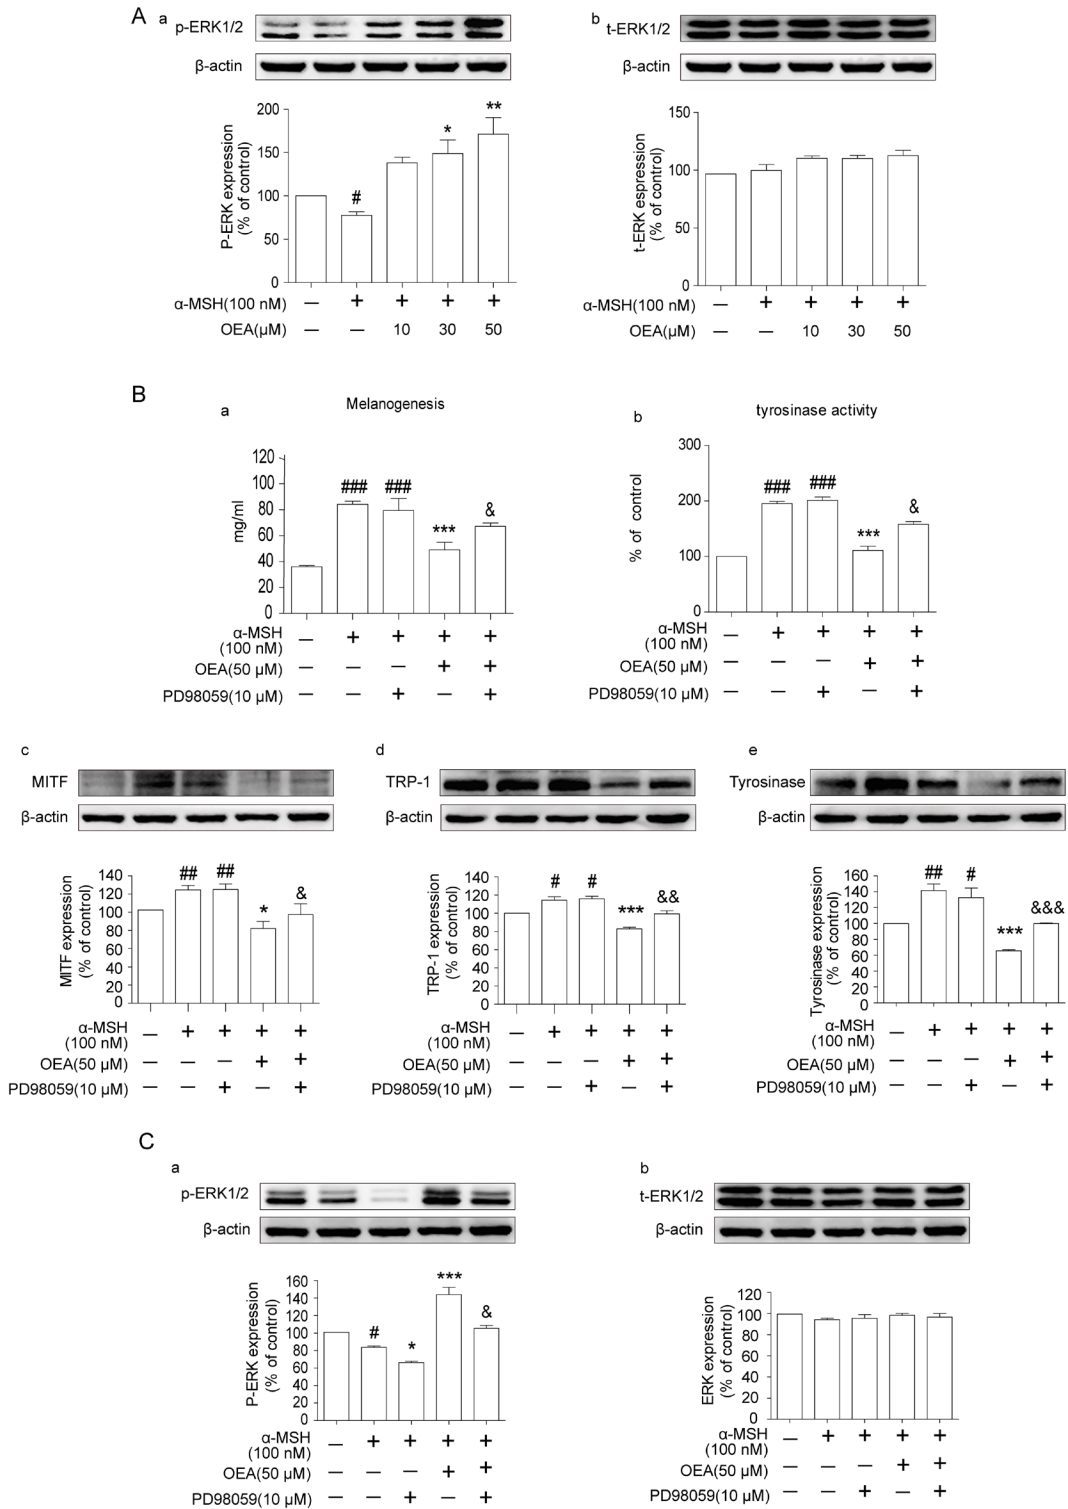 A
a
p-ERK1/2
β-actin
P-ERK expression
(% of control)
200
150
100
50
0
#
*
**
α-MSH(100 nM) — + + + +
OEA(μM) — — 10 30 50
b
t-ERK1/2
β-actin
t-ERK espression
(% of control)
150
100
50
0
α-MSH(100 nM) — + + + +
OEA(μM) — — 10 30 50
B
a
Melanogenesis
mg/ml
120
100
80
60
40
20
0
###
###
***
&
α-MSH
(100 nM) — + + + +
OEA(50 μM) — — — + +
PD98059(10 μM) — — + — +
b
tyrosinase activity
% of control
300
200
100
0
###
###
***
&
α-MSH
(100 nM) — + + + +
OEA(50 μM) — — — + +
PD98059(10 μM) — — + — +
c
MITF
β-actin
MITF expression
(% of control)
140
120
100
80
60
40
20
0
##
##
*
&
α-MSH
(100 nM) — + + + +
OEA(50 μM) — — — + +
PD98059(10 μM) — — + — +
d
TRP-1
β-actin
TRP-1 expression
(% of control)
140
120
100
80
60
40
20
0
#
#
***
&&
α-MSH
(100 nM) — + + + +
OEA(50 μM) — — — + +
PD98059(10 μM) — — + — +
e
Tyrosinase
β-actin
Tyrosinase expression
(% of control)
160
140
120
100
80
60
40
20
0
##
#
***
&&&
α-MSH
(100 nM) — + + + +
OEA(50 μM) — — — + +
PD98059(10 μM) — — + — +
C
a
p-ERK1/2
β-actin
P-ERK expression
(% of control)
160
140
120
100
80
60
40
20
0
#
*
***
&
α-MSH
(100 nM) — + + + +
OEA(50 μM) — — — + +
PD98059(10 μM) — — + — +
b
t-ERK1/2
β-actin
ERK expression
(% of control)
120
100
80
60
40
20
0
α-MSH
(100 nM) — + + + +
OEA(50 μM) — — — + +
PD98059(10 μM) — — + — +